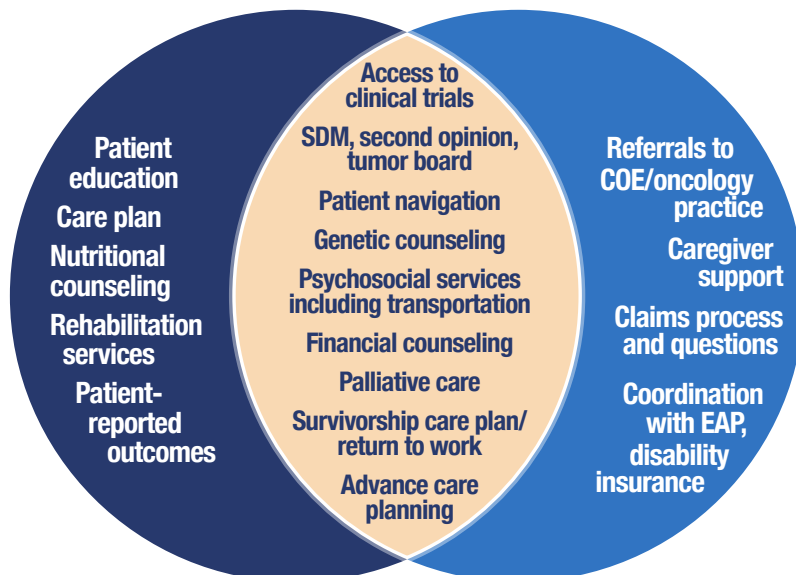 Patient
education
Care plan
Nutritional
counseling
Rehabilitation
services
Patient-
reported
outcomes
Access to
clinical trials
SDM, second opinion,
tumor board
Patient navigation
Genetic counseling
Psychosocial services
including transportation
Financial counseling
Palliative care
Survivorship care plan/
return to work
Advance care
planning
Referrals to
COE/oncology
practice
Caregiver
support
Claims process
and questions
Coordination
with EAP,
disability
insurance